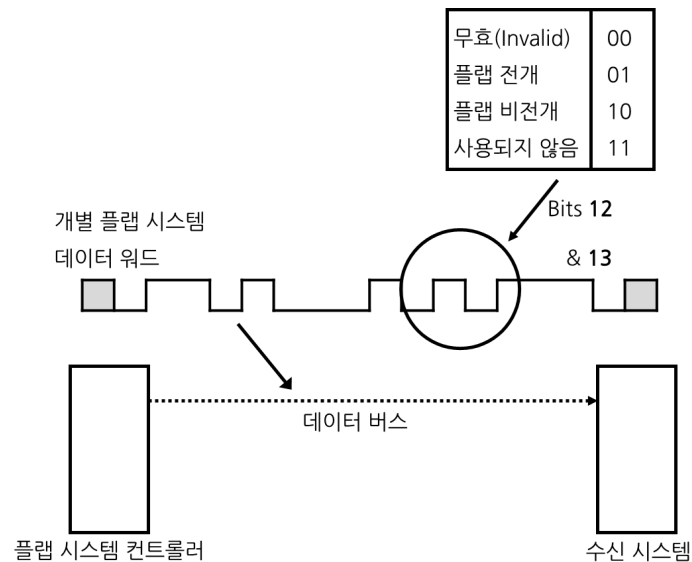 무효(Invalid) 00
플랩 전개 01
플랩 비전개 10
사용되지 않음 11
개별 플랩 시스템
데이터 워드
Bits 12
& 13
데이터 버스
플랩 시스템 컨트롤러
수신 시스템